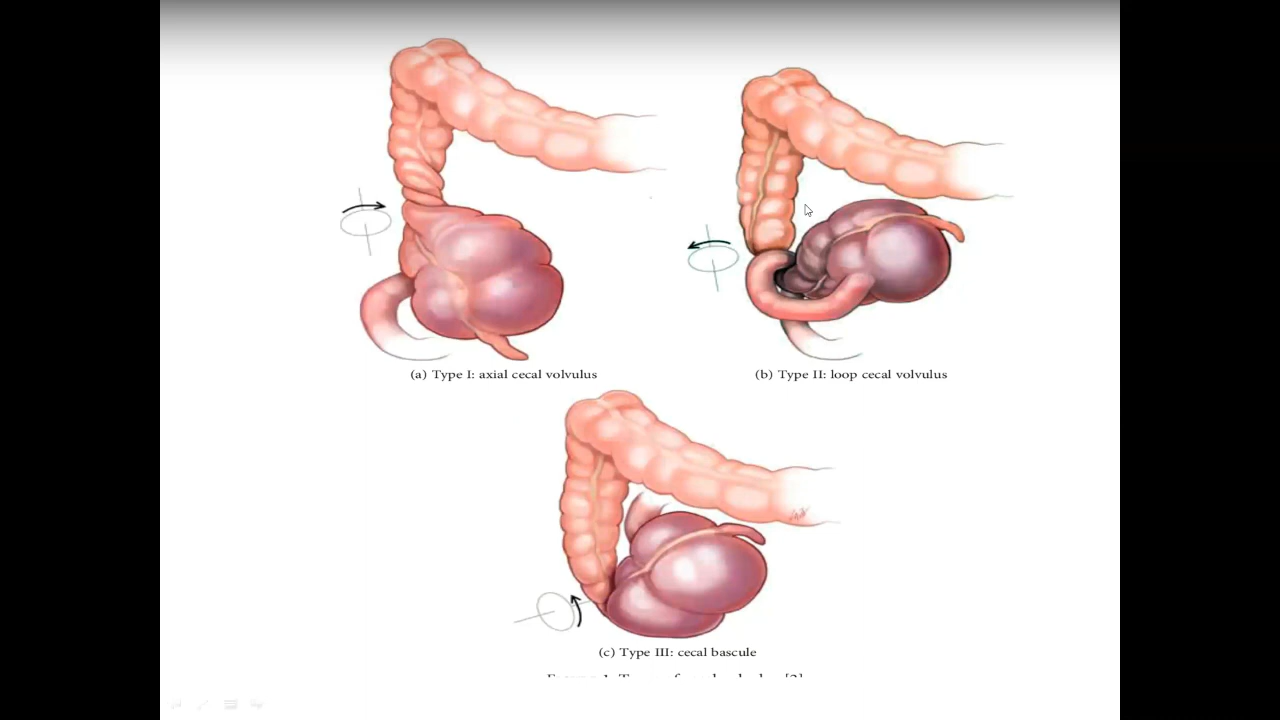 (a) Type I: axial cecal volvulus
(b) Type II: loop cecal volvulus
(c) Type III: cecal bascule